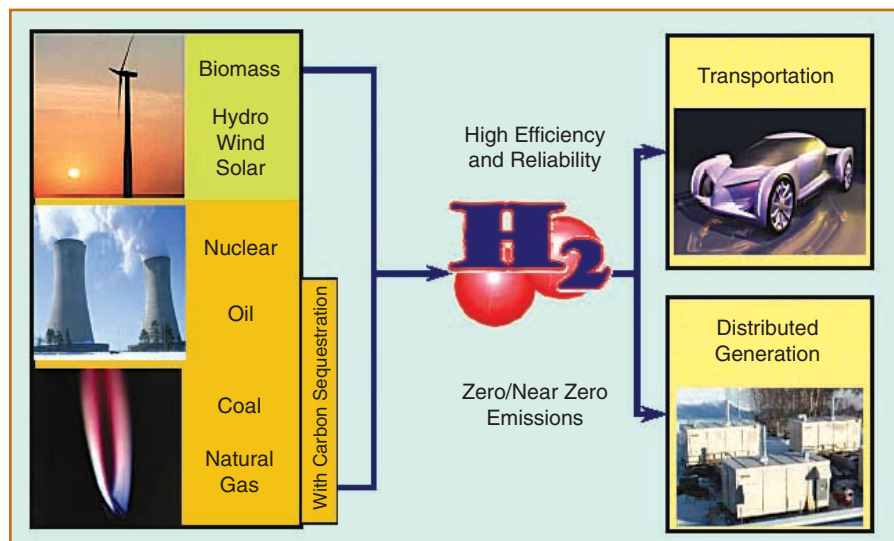 Biomass
Hydro
Wind
Solar
Nuclear
Oil
Coal
Natural
Gas
With Carbon Sequestration
High Efficiency
and Reliability
H2
Zero/Near Zero
Emissions
Transportation
Distributed
Generation